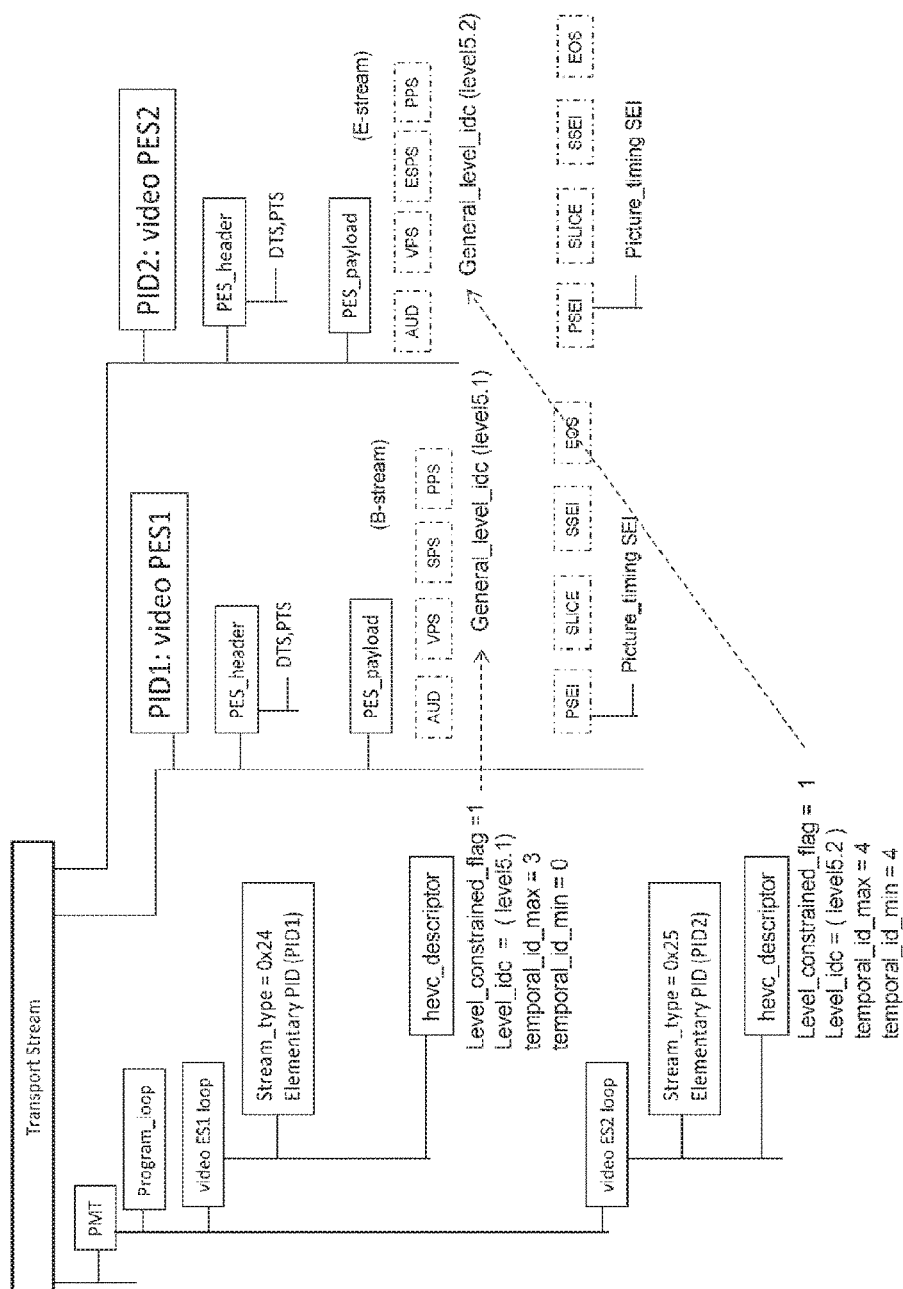 Transport Stream
PMT
Program_loop
video ES1 loop
Stream_type = 0x24
Elementary PID (PID1)
hevc_descriptor
Level_constrained_flag =1
Level_idc = ( level5.1)
temporal_id_max = 3
temporal_id_min = 0
video ES2 loop
Stream_type = 0x25
Elementary PID (PID2)
hevc_descriptor
Level_constrained_flag = 1
Level_idc = ( level5.2 )
temporal_id_max = 4
temporal_id_min = 4
PID1: video PES1
PES_header
DTS,PTS
PES_payload
(B-stream)
AUD VPS SPS PPS
General_level_idc (level5.1)
PSEI SLICE SSEI EOS
Picture_timing SEI
PID2: video PES2
PES_header
DTS,PTS
PES_payload
(E-stream)
AUD VPS ESPS PPS
General_level_idc (level5.2)
PSEI SLICE SSEI EOS
Picture_timing SEI